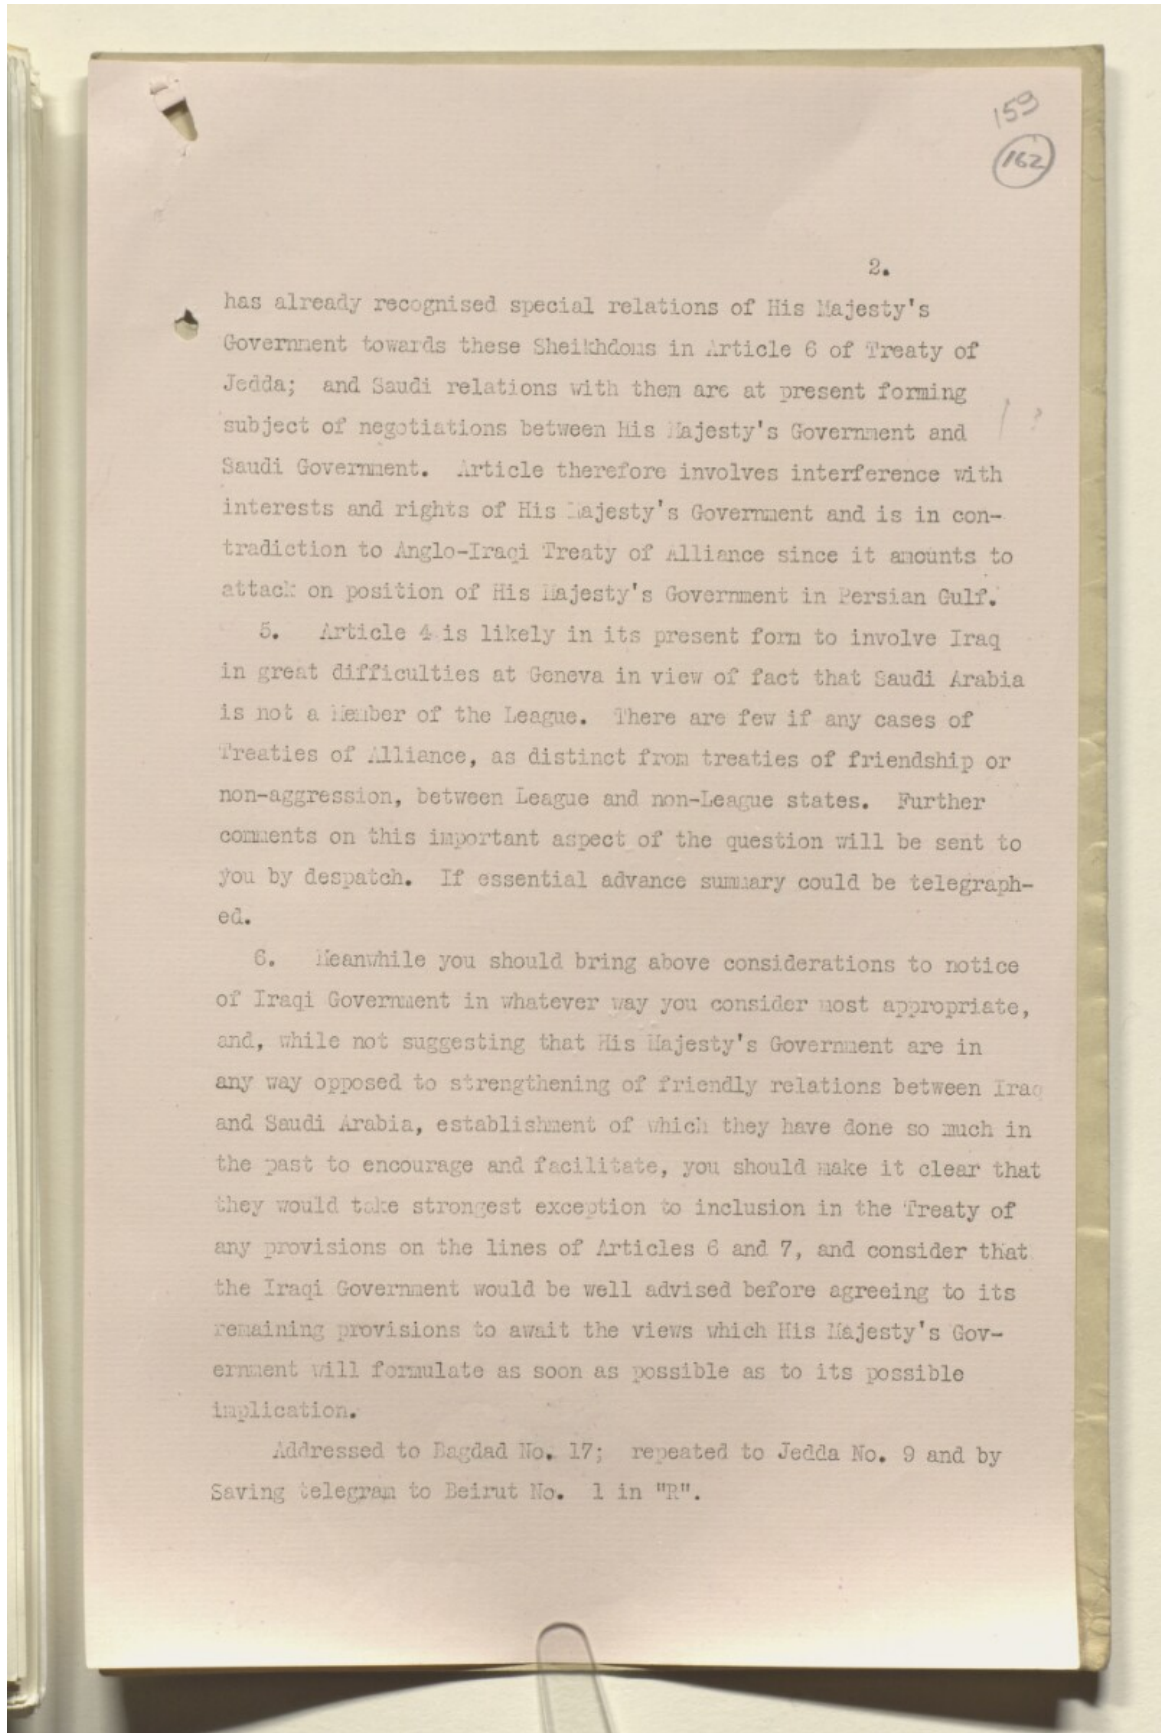 159
162
2.
has already recognised special relations of His Majesty's
Government towards these Sheikhdoms in Article 6 of Treaty of
Jedda; and Saudi relations with them are at present forming
subject of negotiations between His Majesty's Government and
Saudi Government. Article therefore involves interference with
interests and rights of His Majesty's Government and is in con-
tradiction to Anglo-Iraqi Treaty of Alliance since it amounts to
attack on position of His Majesty's Government in Persian Gulf.
5. Article 4 is likely in its present form to involve Iraq
in great difficulties at Geneva in view of fact that Saudi Arabia
is not a Member of the League. There are few if any cases of
Treaties of Alliance, as distinct from treaties of friendship or
non-aggression, between League and non-League states. Further
comments on this important aspect of the question will be sent to
you by despatch. If essential advance summary could be telegraph-
ed.
6. Meanwhile you should bring above considerations to notice
of Iraqi Government in whatever way you consider most appropriate,
and, while not suggesting that His Majesty's Government are in
any way opposed to strengthening of friendly relations between Iraq
and Saudi Arabia, establishment of which they have done so much in
the past to encourage and facilitate, you should make it clear that
they would take strongest exception to inclusion in the Treaty of
any provisions on the lines of Articles 6 and 7, and consider that
the Iraqi Government would be well advised before agreeing to its
remaining provisions to await the views which His Majesty's Gov-
ernment will formulate as soon as possible as to its possible
implication.
Addressed to Bagdad No. 17; repeated to Jedda No. 9 and by
Saving telegram to Beirut No. 1 in "R".